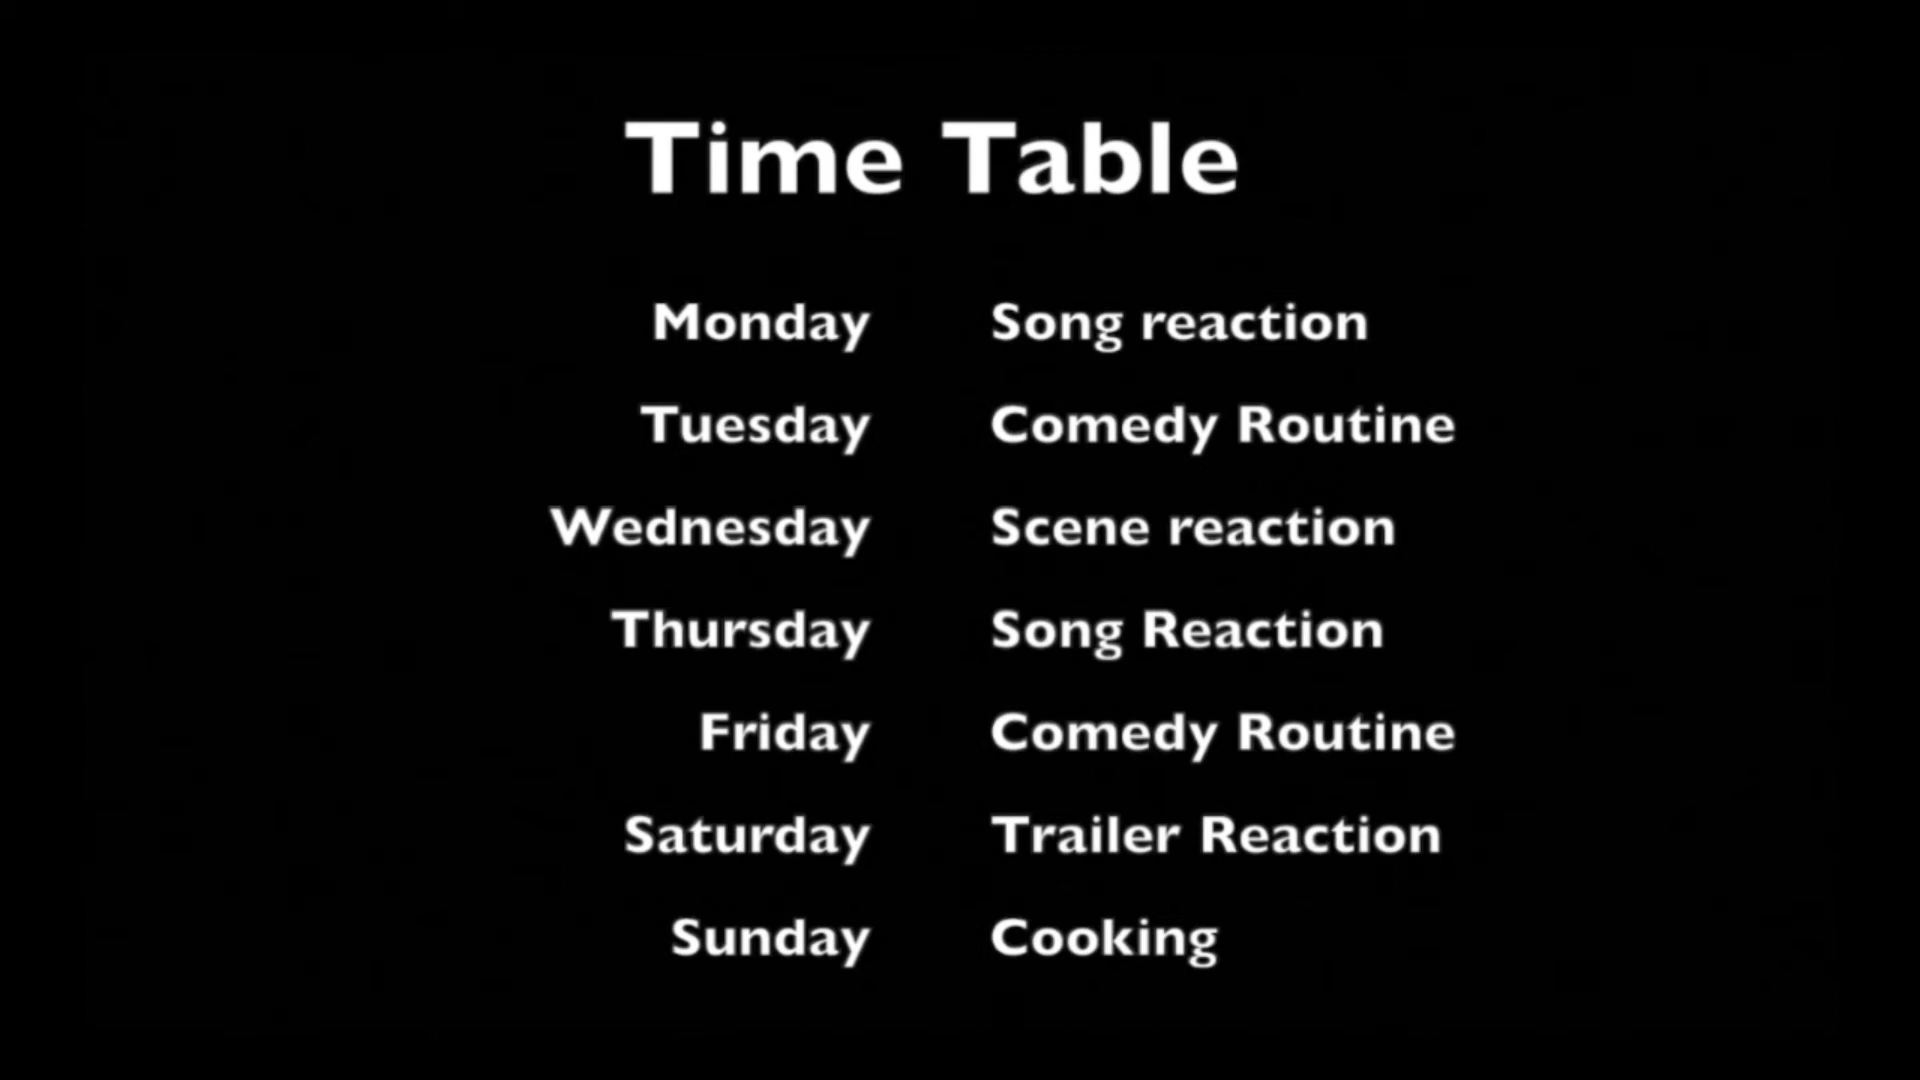 Time Table
Monday Song reaction
Tuesday Comedy Routine
Wednesday Scene reaction
Thursday Song Reaction
Friday Comedy Routine
Saturday Trailer Reaction
Sunday Cooking